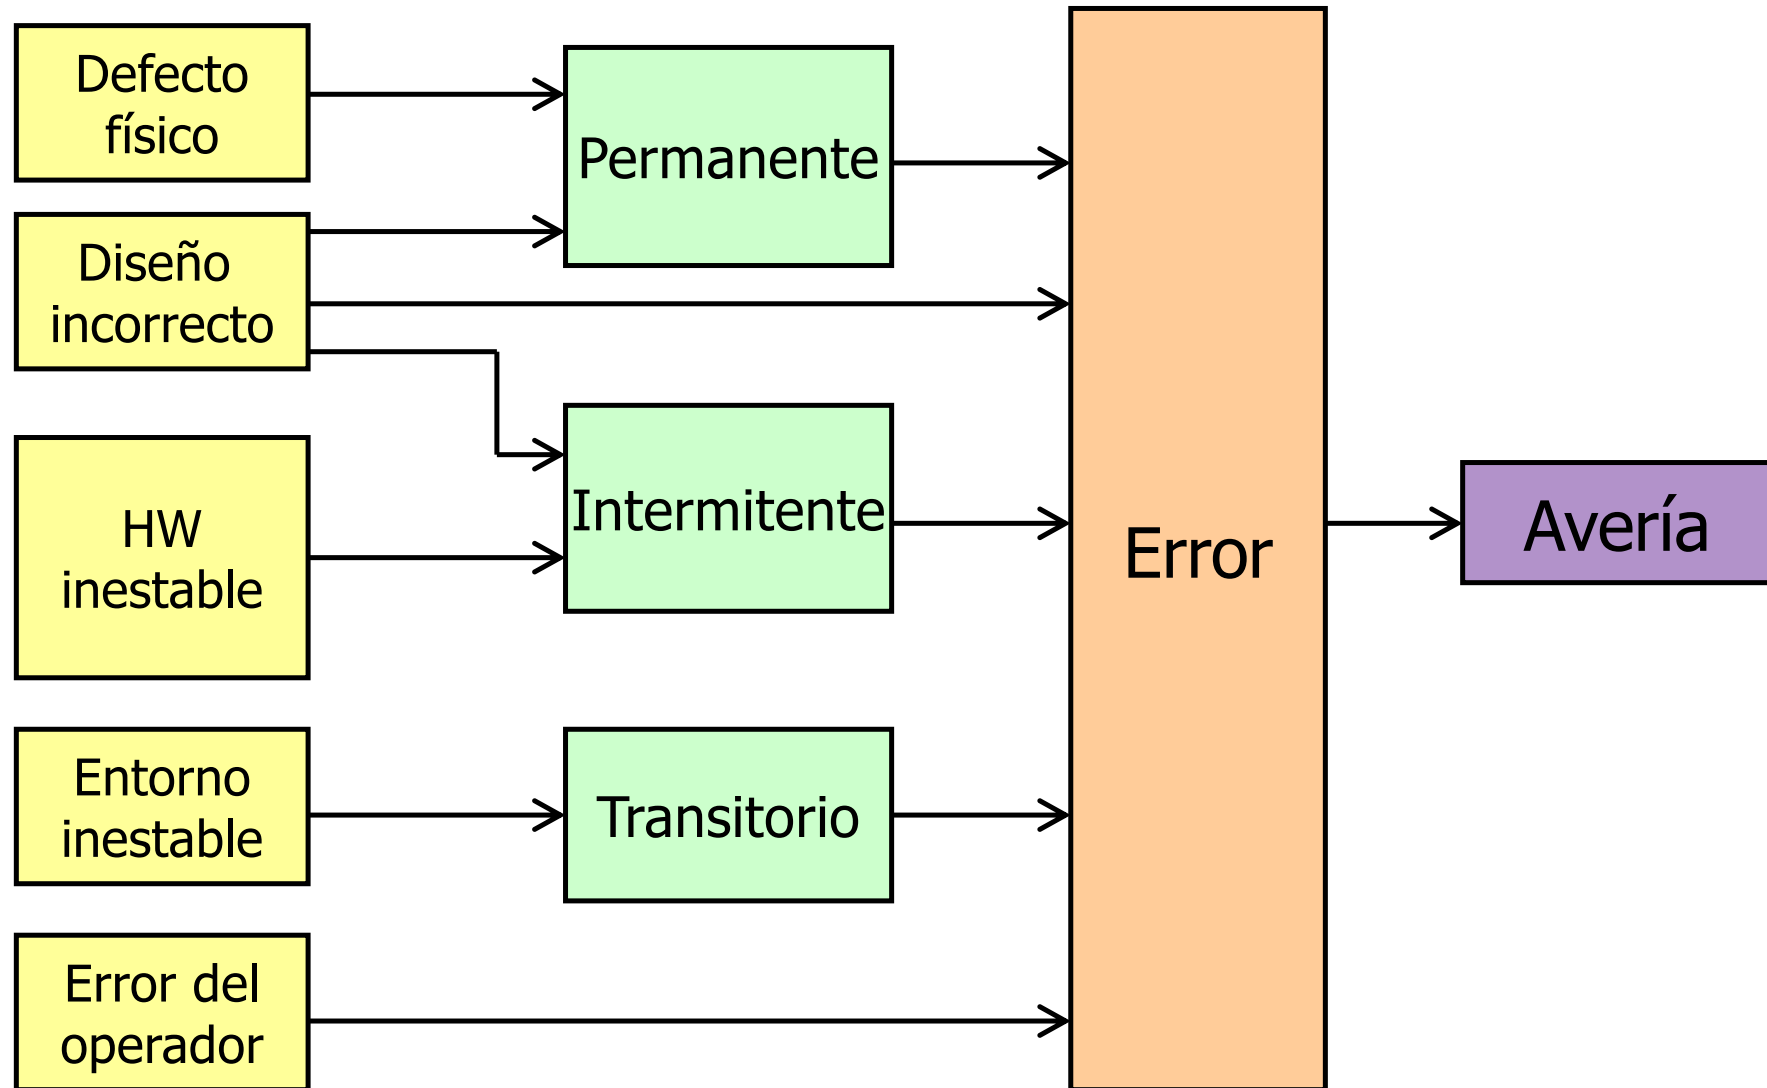 Defecto
físico
Diseño
incorrecto
HW
inestable
Entorno
inestable
Error del
operador
Permanente
Intermitente
Transitorio
Error
Avería